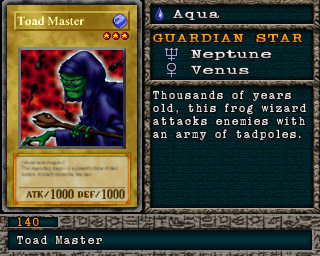 Toad Master
ATK/1000 DEF/1000
Aqua
GUARDIAN STAR
Neptune
Venus
Thousands of years
old, this frog wizard
attacks enemies with
an army of tadpoles.
140
Toad Master